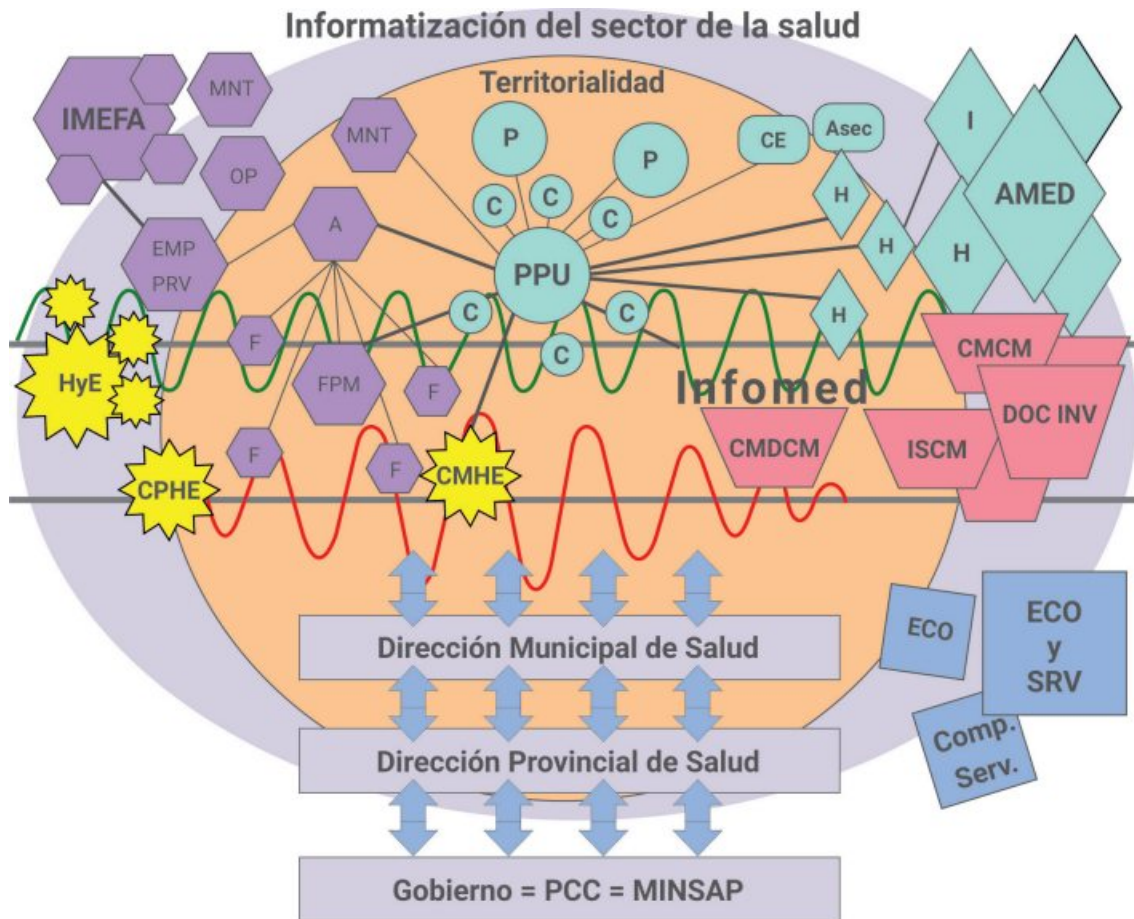 Informatización del sector de la salud
Territorialidad
IMEFA
MNT
OP
EMP
PRV
MNT
A
P
P
C
C
C
CE
Asec
H
H
H
I
AMED
H
PPU
C
C
C
F
FPM
F
F
F
HyE
CPHE
CMHE
Infomed
CMCM
DOC INV
CMDCM
ISCM
ECO
ECO
y
SRV
Comp.
Serv.
Dirección Municipal de Salud
Dirección Provincial de Salud
Gobierno = PCC = MINSAP